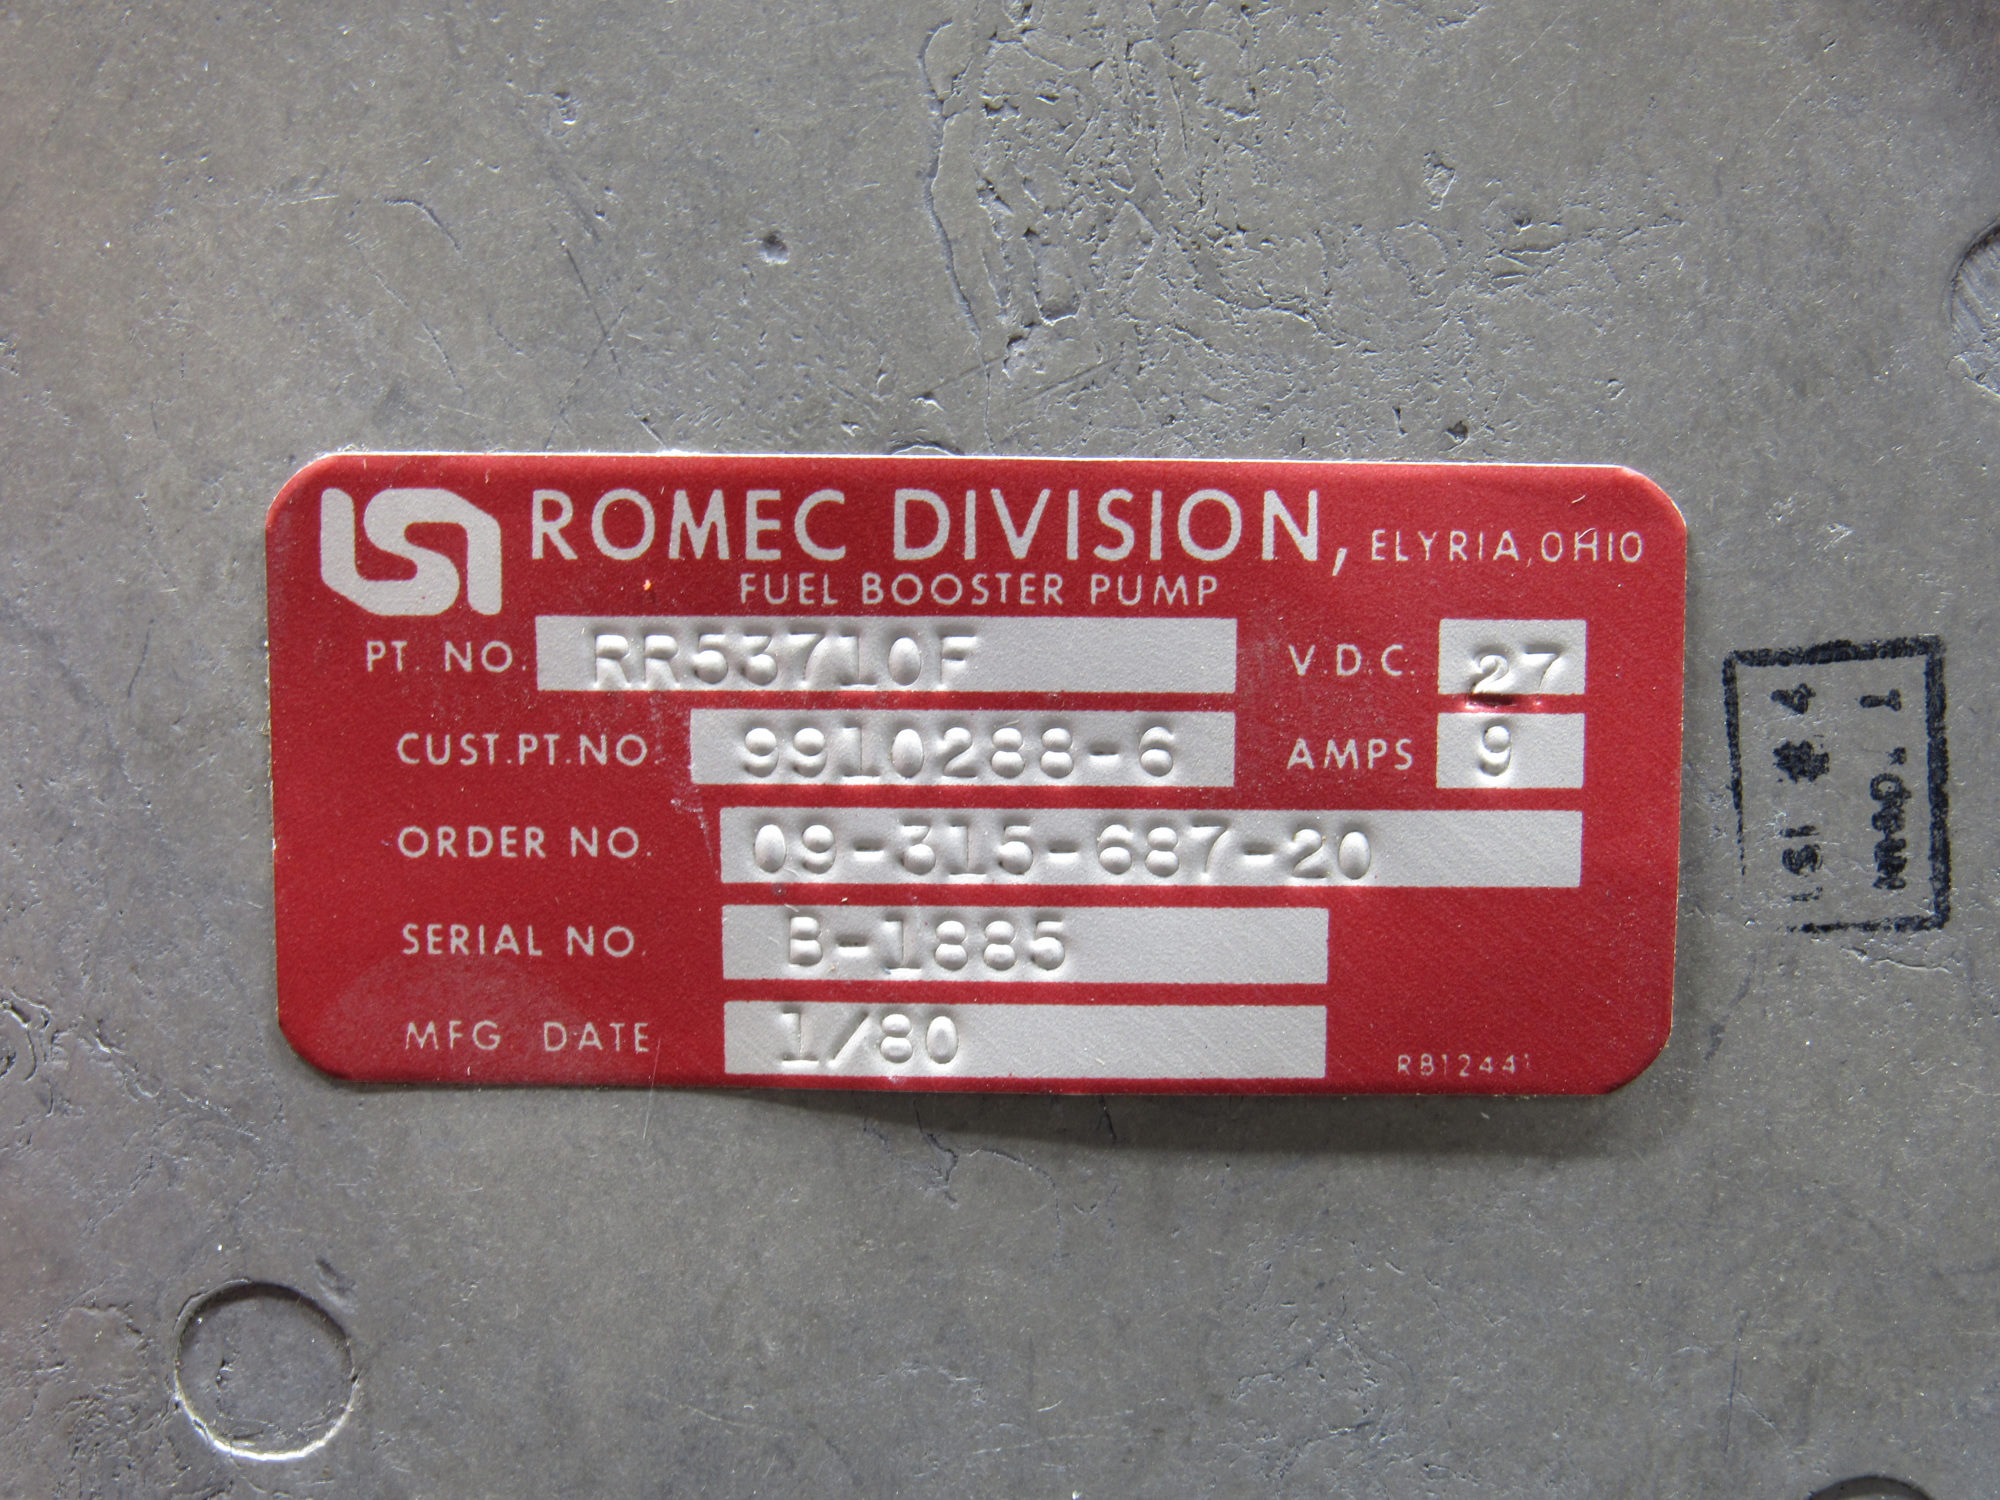 ROMEC DIVISION, ELYRIA, OHIO
FUEL BOOSTER PUMP
PT. NO. RR53710F V.D.C. 27
CUST.PT.NO. 9910288-6 AMPS 9
ORDER NO. 09-315-687-20
SERIAL NO. B-1885
MFG DATE 1/80
RB12441